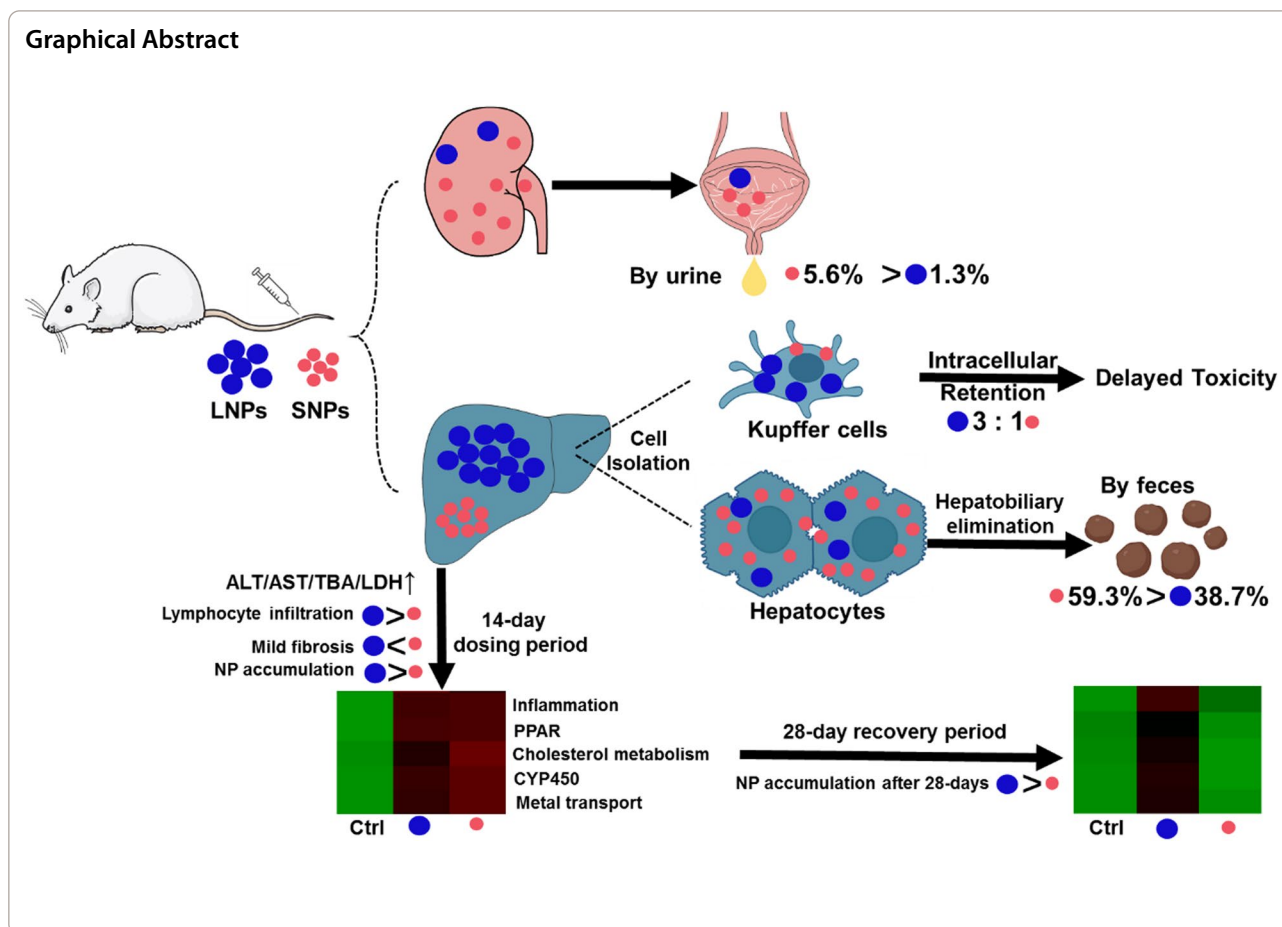 Graphical Abstract
By urine
5.6% > 1.3%
LNPs
SNPs
Cell
Isolation
Kupffer cells
Intracellular
Retention
3 : 1
Delayed Toxicity
Hepatocytes
Hepatobiliary
elimination
By feces
59.3% > 38.7%
ALT/AST/TBA/LDH↑
Lymphocyte infiltration >
Mild fibrosis <
NP accumulation >
14-day
dosing period
Inflammation
PPAR
Cholesterol metabolism
CYP450
Metal transport
Ctrl
28-day recovery period
NP accumulation after 28-days >
Ctrl